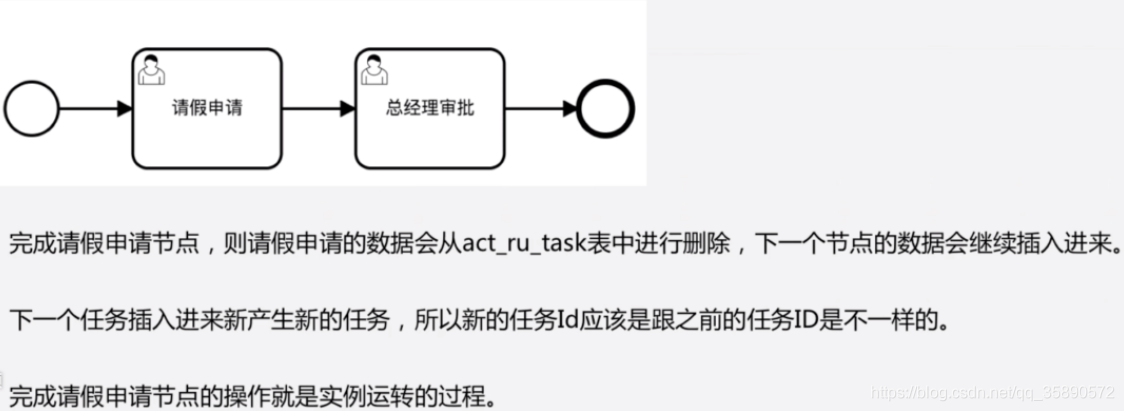 请假申请
总经理审批
完成请假申请节点，则请假申请的数据会从act_ru_task表中进行删除，下一个节点的数据会继续插入进来。
下一个任务插入进来新产生新的任务，所以新的任务Id应该是跟之前的任务ID是不一样的。
完成请假申请节点的操作就是实例运转的过程。
https://blog.csdn.net/qq_35890572